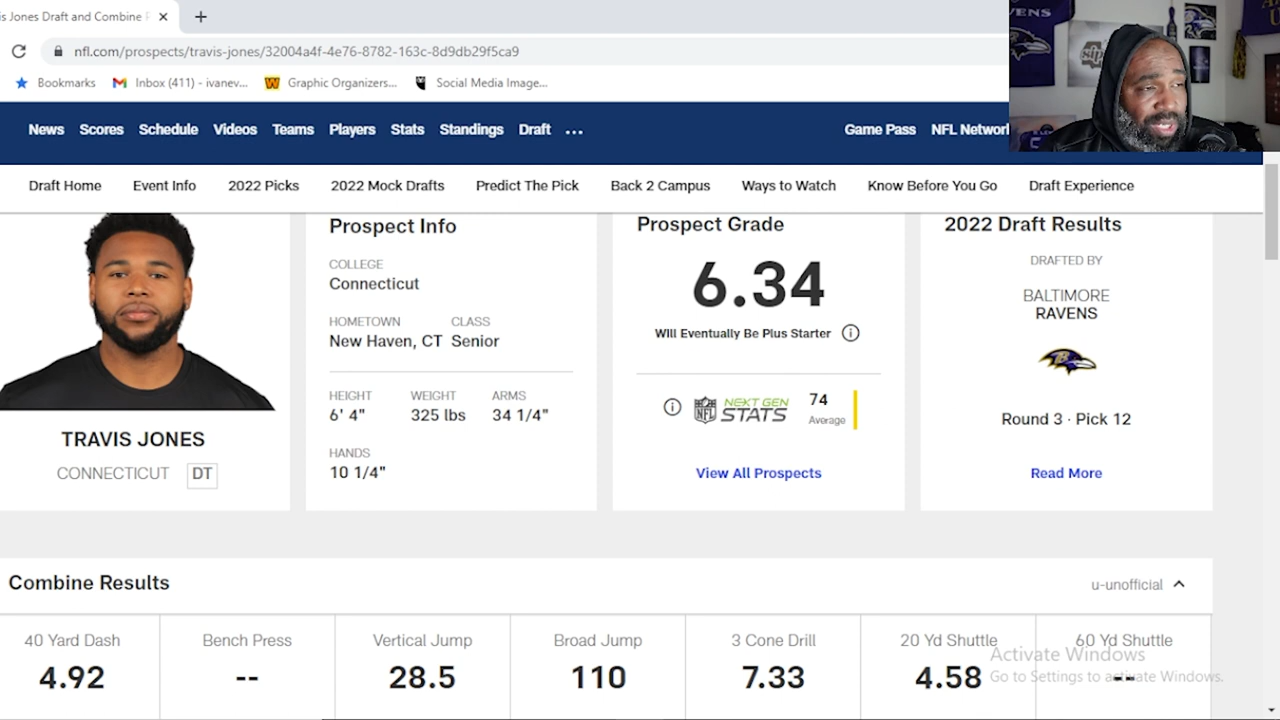 is Jones Draft and Combine
nfl.com/prospects/travis-jones/32004a4f-4e76-8782-163c-8d9db29f5ca9
Bookmarks Inbox (411) - ivanev... Graphic Organizers... Social Media Image...
VENS
News Scores Schedule Videos Teams Players Stats Standings Draft ... Game Pass NFL Network
Draft Home Event Info 2022 Picks 2022 Mock Drafts Predict The Pick Back 2 Campus Ways to Watch Know Before You Go Draft Experience
TRAVIS JONES
CONNECTICUT DT
Prospect Info
COLLEGE
Connecticut
HOMETOWN CLASS
New Haven, CT Senior
HEIGHT WEIGHT ARMS
6' 4" 325 lbs 34 1/4"
HANDS
10 1/4"
Prospect Grade
6.34
Will Eventually Be Plus Starter
NFL NEXT GEN STATS 74
Average
View All Prospects
2022 Draft Results
DRAFTED BY
BALTIMORE
RAVENS
Round 3 · Pick 12
Read More
Combine Results u-unofficial
40 Yard Dash Bench Press Vertical Jump Broad Jump 3 Cone Drill 20 Yd Shuttle 60 Yd Shuttle
4.92 -- 28.5 110 7.33 4.58 --
Activate Windows
Go to Settings to activate Windows.